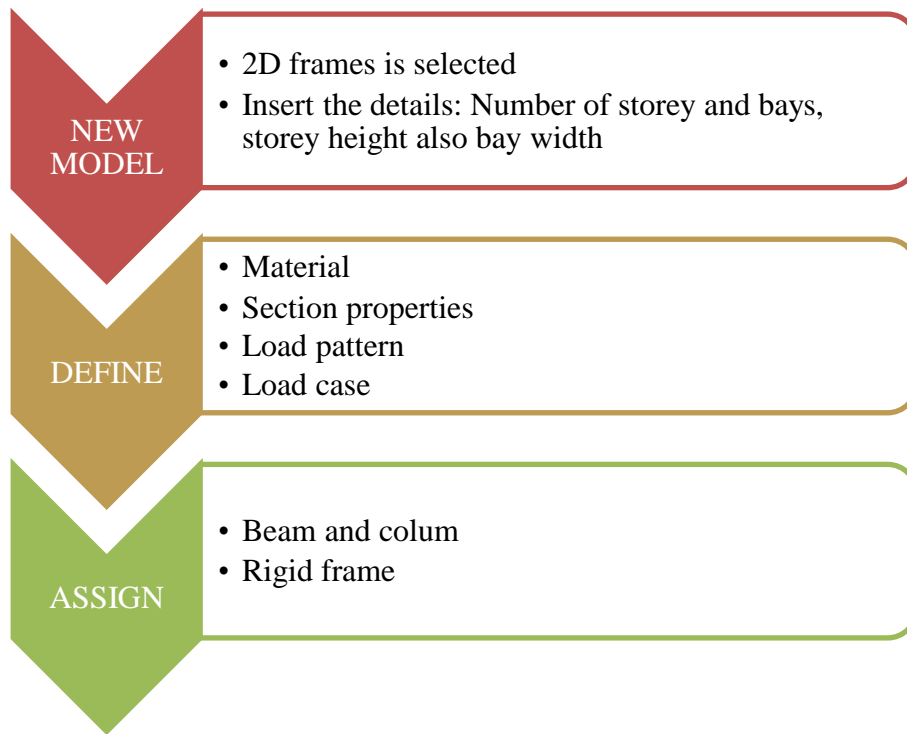 NEW
MODEL
• 2D frames is selected
• Insert the details: Number of storey and bays,
storey height also bay width
DEFINE
• Material
• Section properties
• Load pattern
• Load case
ASSIGN
• Beam and colum
• Rigid frame